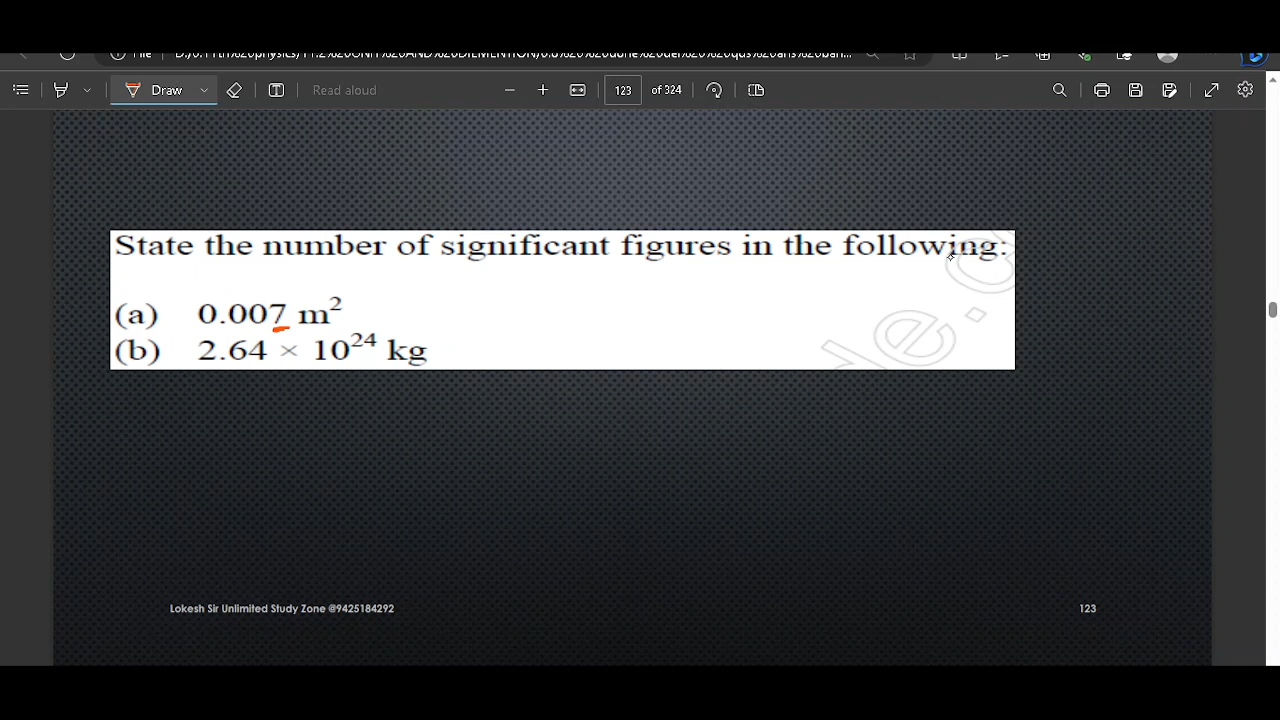 Draw
Read aloud
123
of 324
State the number of significant figures in the following:
(a) 0.007 m²
(b) 2.64 × 10²⁴ kg
de.c
Lokesh Sir Unlimited Study Zone @9425184292
123